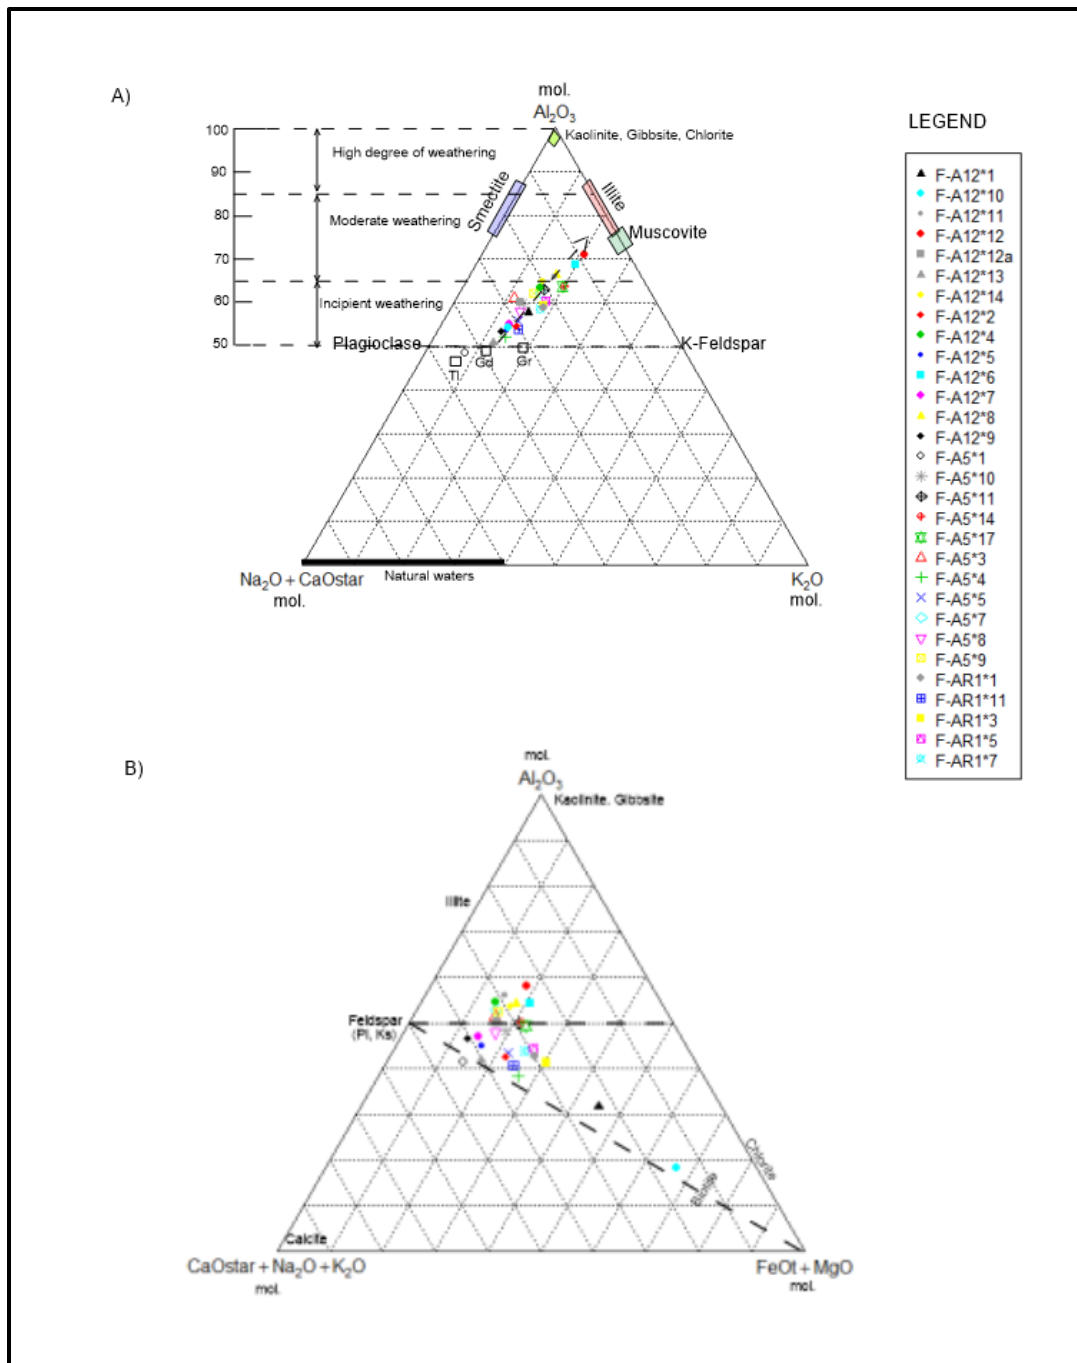 A)
mol.
Al₂O₃
Kaolinite, Gibbsite, Chlorite
100
High degree of weathering
90
Smectite
Illite
80
Moderate weathering
Muscovite
70
60
Incipient weathering
50
Plagioclase
K-Feldspar
Tl
Gd
Gr
Natural waters
Na₂O + CaOstar
mol.
K₂O
mol.
LEGEND
F-A12*1
F-A12*10
F-A12*11
F-A12*12
F-A12*12a
F-A12*13
F-A12*14
F-A12*2
F-A12*4
F-A12*5
F-A12*6
F-A12*7
F-A12*8
F-A12*9
F-A5*1
F-A5*10
F-A5*11
F-A5*14
F-A5*17
F-A5*3
F-A5*4
F-A5*5
F-A5*7
F-A5*8
F-A5*9
F-AR1*1
F-AR1*11
F-AR1*3
F-AR1*5
F-AR1*7
B)
mol.
Al₂O₃
Kaolinite. Gibbsite
Illite
Feldspar
(Pl, Ks)
Chlorite
Biotite
Calcite
CaOstar + Na₂O + K₂O
mol.
FeOt + MgO
mol.